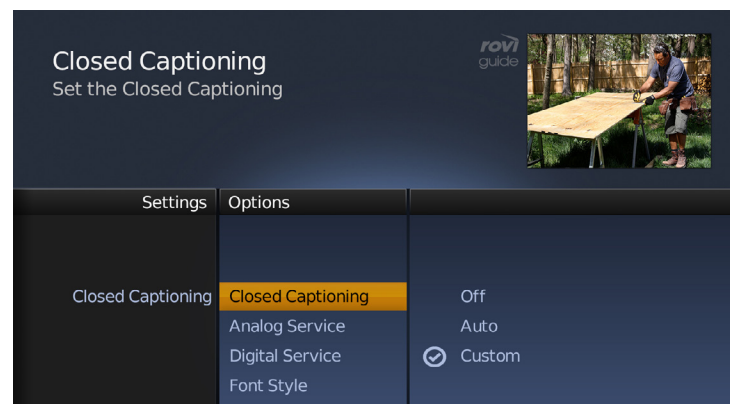 Closed Captioning
Set the Closed Captioning
rovi
guide
Settings
Options
Closed Captioning
Closed Captioning
Off
Analog Service
Auto
Digital Service
Custom
Font Style